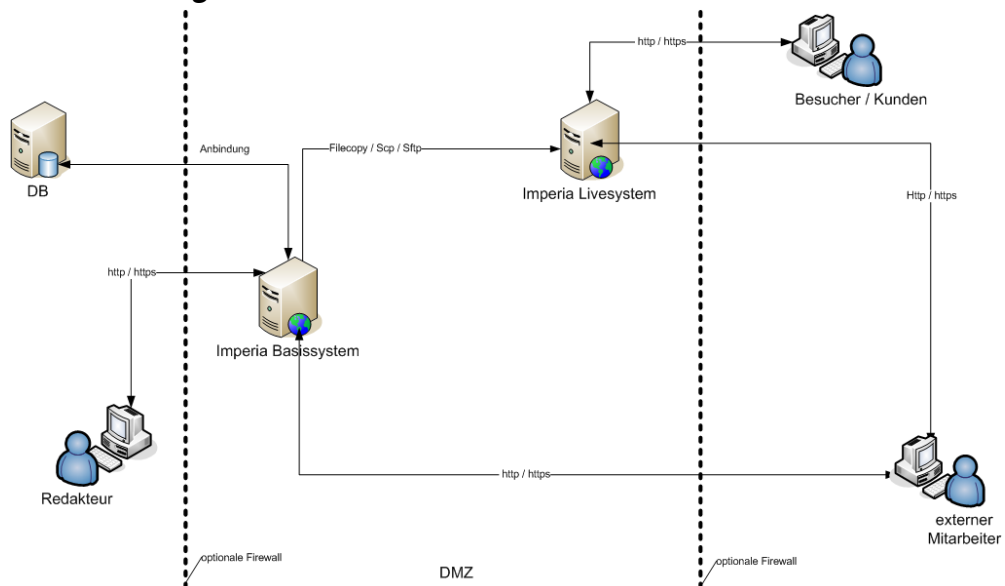 http / https
Besucher / Kunden
Anbindung
Filecopy / Scp / Sftp
DB
Imperia Livesystem
Http / https
http / https
Imperia Basissystem
http / https
Redakteur
externer
Mitarbeiter
optionale Firewall
DMZ
optionale Firewall